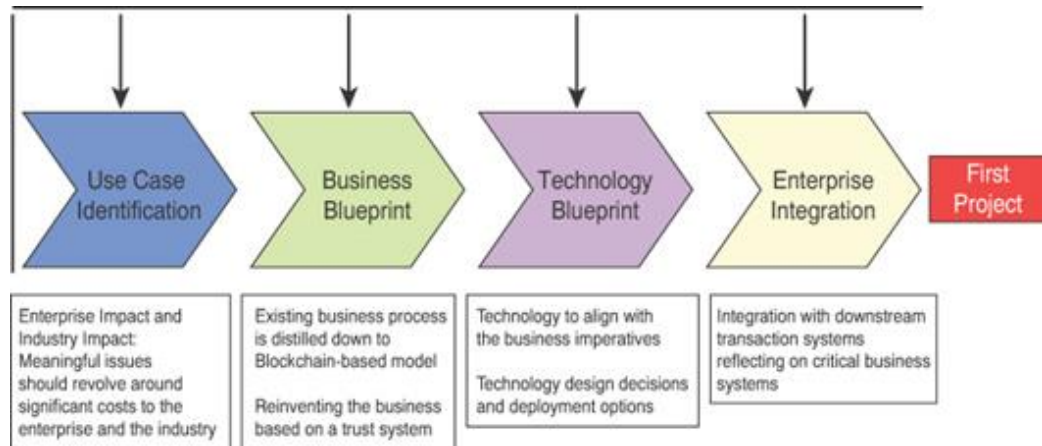 Use Case
Identification
Business
Blueprint
Technology
Blueprint
Enterprise
Integration
First
Project
Enterprise Impact and
Industry Impact:
Meaningful issues
should revolve around
significant costs to the
enterprise and the industry
Existing business process
is distilled down to
Blockchain-based model
Reinventing the business
based on a trust system
Technology to align with
the business imperatives
Technology design decisions
and deployment options
Integration with downstream
transaction systems
reflecting on critical business
systems